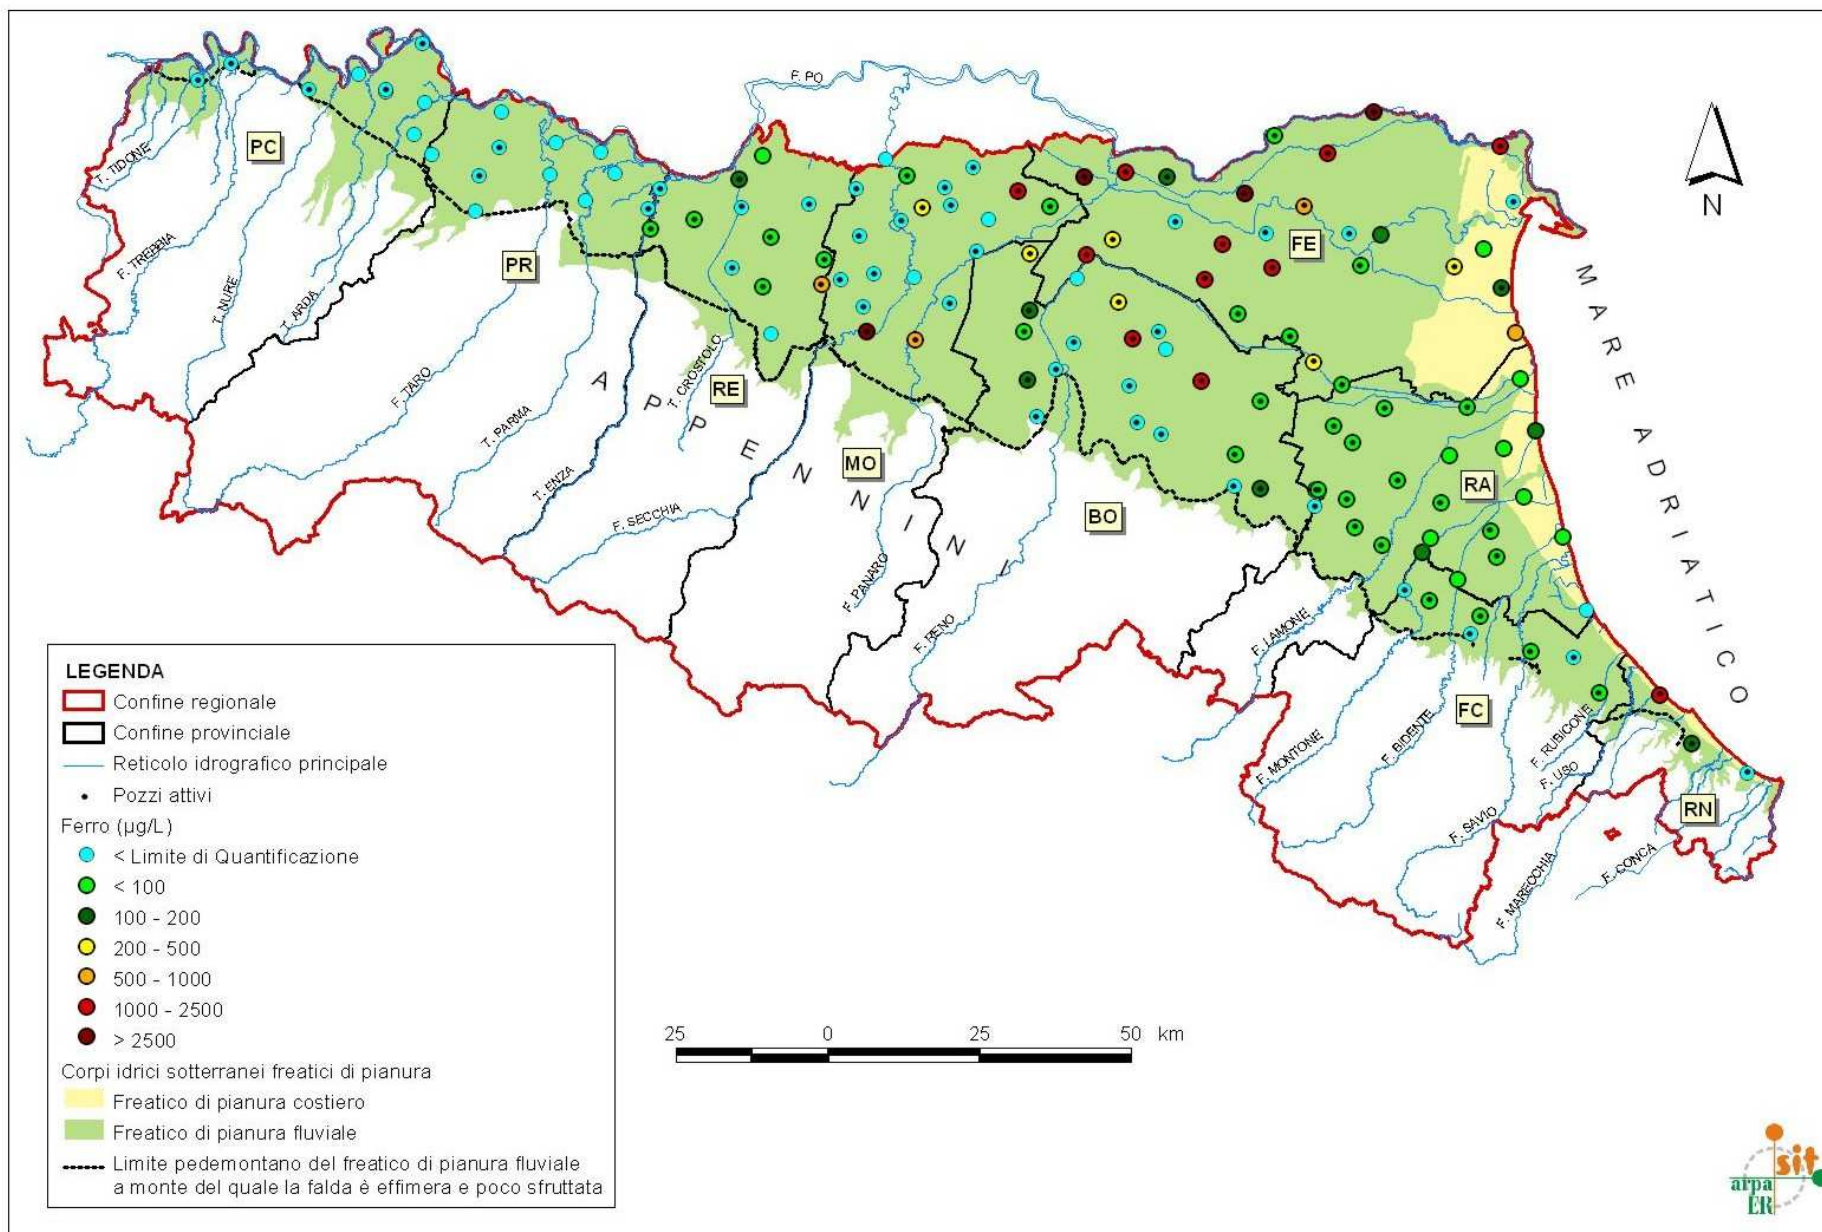 F. PO
N
PC
T. TIDONE
F. TREBBIA
T. NURE
T. ARDA
PR
F. TARO
T. PARMA
T. ENZA
F. SECCHIA
T. CROSTOLO
RE
MO
F. PANARO
F. RENO
BO
FE
RA
F. LAMONE
F. MONTONE
F. BIDENTE
FC
F. SAVIO
F. RUBICONE
F. USO
F. MARECCHIA
F. CONCA
RN
APPENNINI
MARE ADRIATICO
LEGENDA
Confine regionale
Confine provinciale
Reticolo idrografico principale
Pozzi attivi
Ferro (µg/L)
< Limite di Quantificazione
< 100
100 - 200
200 - 500
500 - 1000
1000 - 2500
> 2500
Corpi idrici sotterranei freatici di pianura
Freatico di pianura costiero
Freatico di pianura fluviale
Limite pedemontano del freatico di pianura fluviale
a monte del quale la falda è effimera e poco sfruttata
25 0 25 50 km
sit
arpa
ER